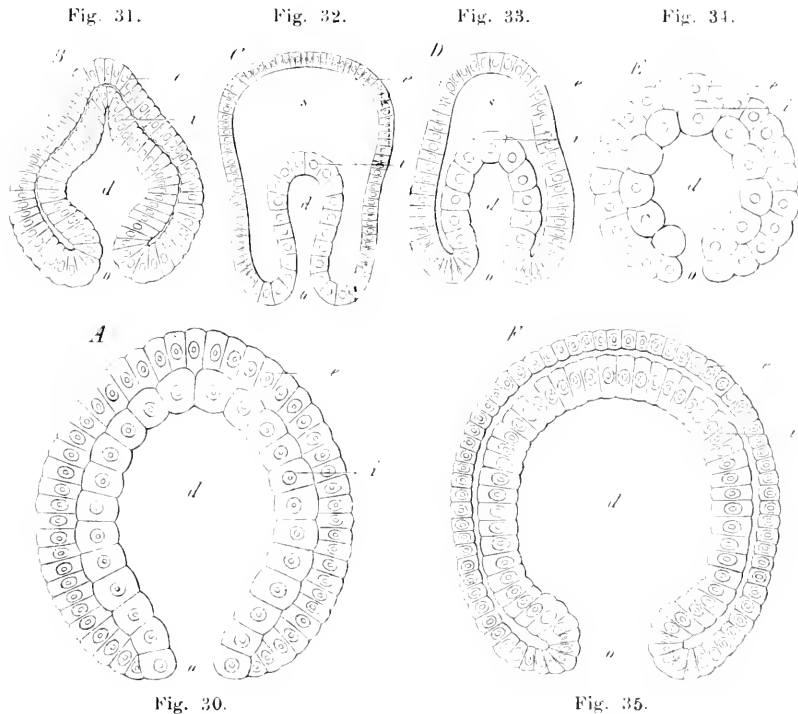 Fig. 31. Fig. 32. Fig. 33. Fig. 34.
B C D E
e e e e
i i i i
s s
d d d d
o o o o
A F
e e
i i
d d
o o
Fig. 30. Fig. 35.